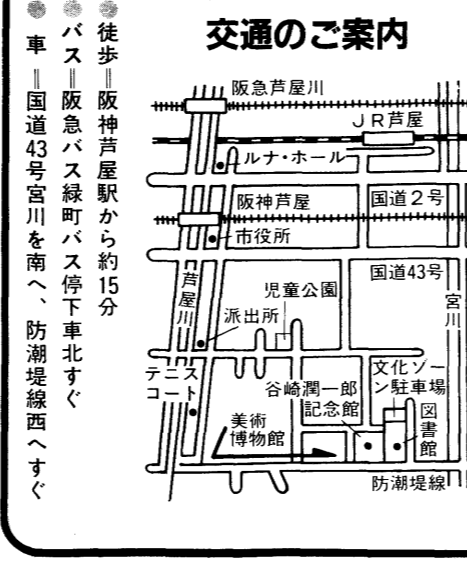 交通のご案内
徒歩=阪神芦屋駅から約15分
バス=阪急バス緑町バス停下車北すぐ
車=国道43号宮川を南へ、防潮堤線西へすぐ
阪急芦屋川
JR芦屋
ルナ・ホール
阪神芦屋
国道2号
市役所
国道43号
芦屋川
児童公園
宮川
派出所
テニス
コート
文化ゾー
ン駐車場
谷崎潤一郎
記念館
図書館
美術
博物館
防潮堤線